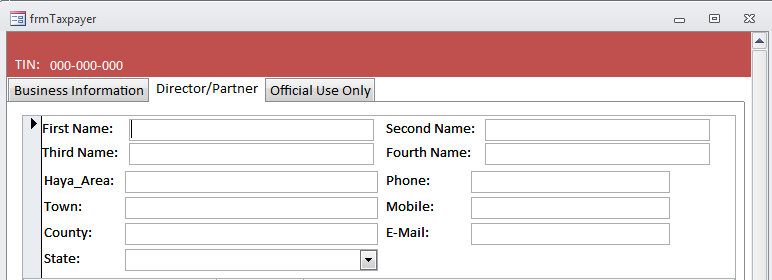 frmTaxpayer
TIN: 000-000-000
Business Information Director/Partner Official Use Only
First Name: Second Name:
Third Name: Fourth Name:
Haya_Area: Phone:
Town: Mobile:
County: E-Mail:
State: